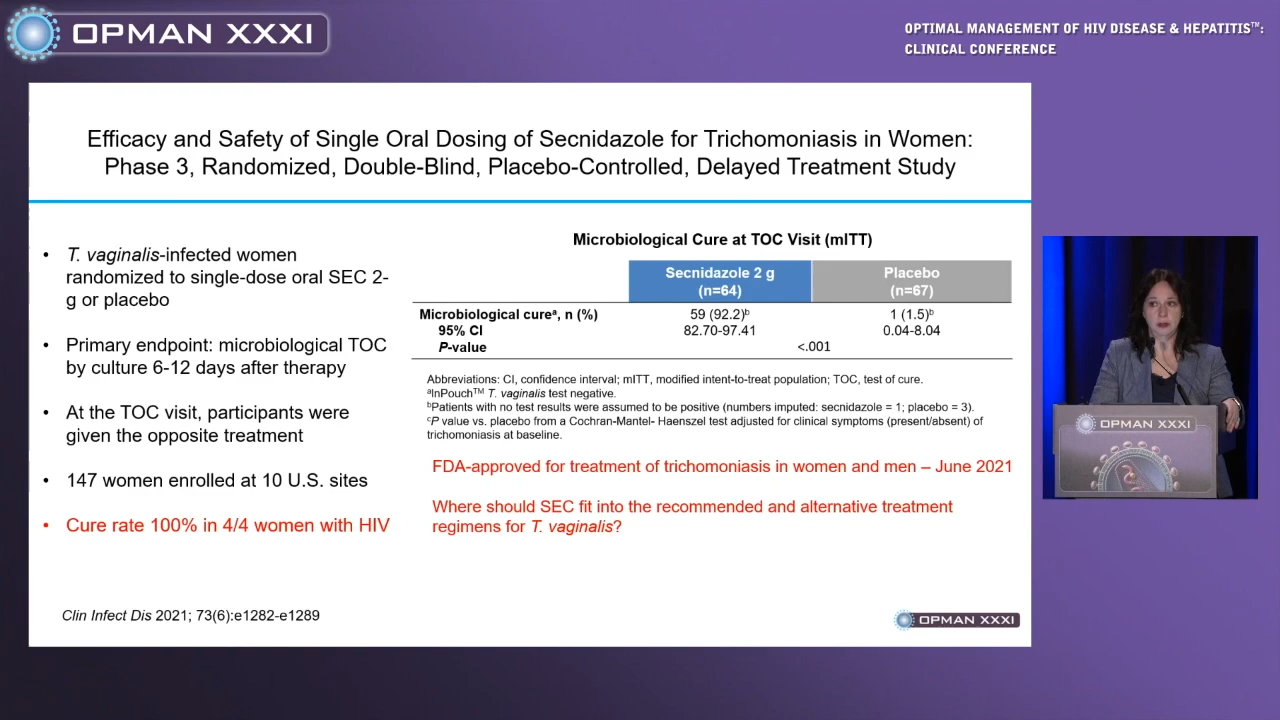 OPMAN XXXI
OPTIMAL MANAGEMENT OF HIV DISEASE & HEPATITIS™:
CLINICAL CONFERENCE
Efficacy and Safety of Single Oral Dosing of Secnidazole for Trichomoniasis in Women:
Phase 3, Randomized, Double-Blind, Placebo-Controlled, Delayed Treatment Study
• T. vaginalis-infected women
randomized to single-dose oral SEC 2-
g or placebo
• Primary endpoint: microbiological TOC
by culture 6-12 days after therapy
• At the TOC visit, participants were
given the opposite treatment
• 147 women enrolled at 10 U.S. sites
• Cure rate 100% in 4/4 women with HIV
Microbiological Cure at TOC Visit (mITT)
Secnidazole 2 g Placebo
(n=64) (n=67)
Microbiological cureᵃ, n (%) 59 (92.2)ᵇ 1 (1.5)ᵇ
95% CI 82.70-97.41 0.04-8.04
P-value <.001
Abbreviations: CI, confidence interval; mITT, modified intent-to-treat population; TOC, test of cure.
ᵃInPouch™ T. vaginalis test negative.
ᵇPatients with no test results were assumed to be positive (numbers imputed: secnidazole = 1; placebo = 3).
ᶜP value vs. placebo from a Cochran-Mantel- Haenszel test adjusted for clinical symptoms (present/absent) of
trichomoniasis at baseline.
FDA-approved for treatment of trichomoniasis in women and men – June 2021
Where should SEC fit into the recommended and alternative treatment
regimens for T. vaginalis?
Clin Infect Dis 2021; 73(6):e1282-e1289
OPMAN XXXI
OPMAN XXXI